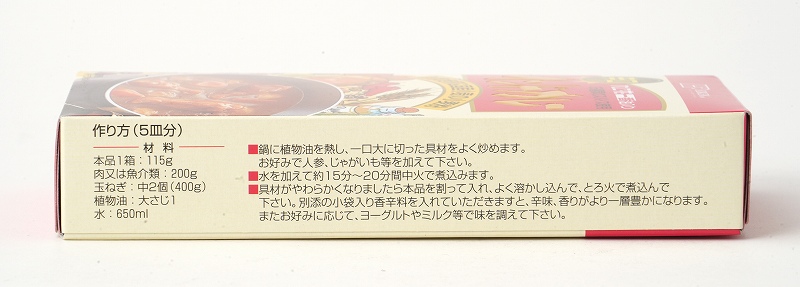 作り方(5皿分)
材料
本品1箱:115g
肉又は魚介類:200g
玉ねぎ:中2個(400g)
植物油:大さじ1
水:650ml
■鍋に植物油を熱し、一口大に切った具材をよく炒めます。
お好みで人参、じゃがいも等を加えて下さい。
■水を加えて約15分〜20分間中火で煮込みます。
■具材がやわらかくなりましたら本品を割って入れ、よく溶かし込んで、とろ火で煮込んで
下さい。別添の小袋入り香辛料を入れていただきますと、辛味、香りがより一層豊かになります。
またお好みに応じて、ヨーグルトやミルク等で味を調えて下さい。